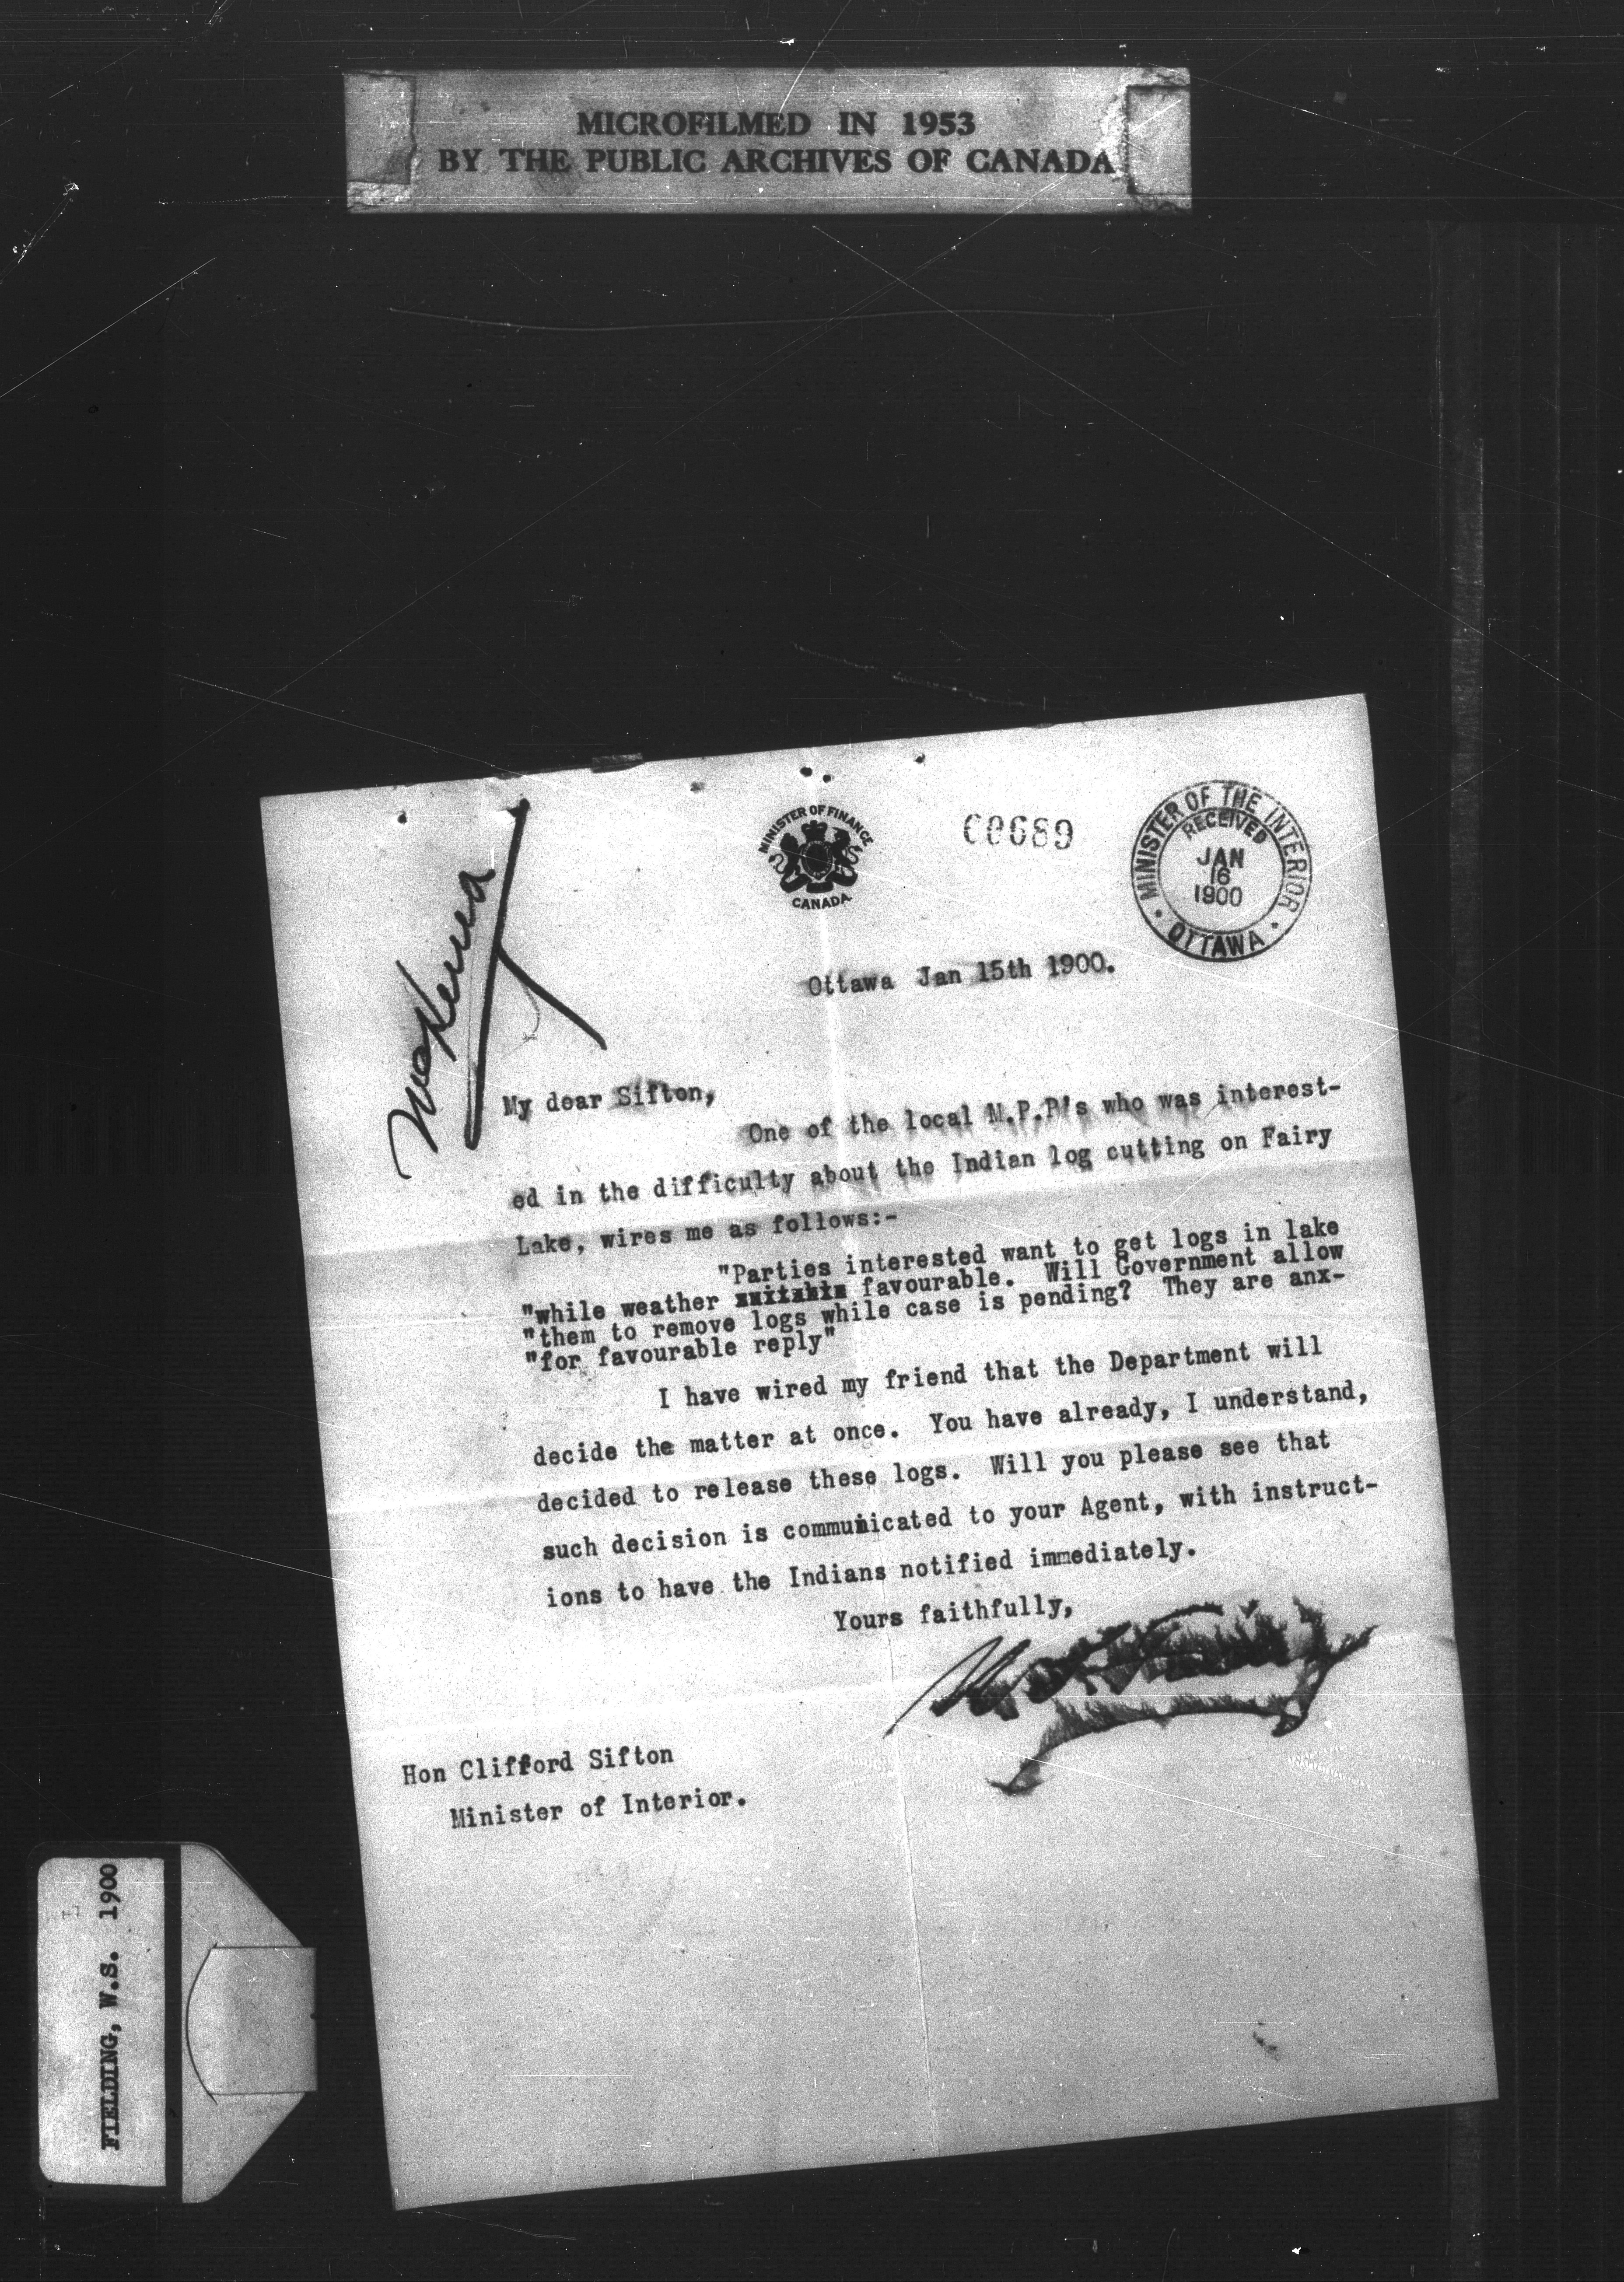 MICROFILMED IN 1953
BY THE PUBLIC ARCHIVES OF CANADA
McKenna
MINISTER OF FINANCE
CANADA
C0689
MINISTER OF THE INTERIOR
RECEIVED
JAN
16
1900
OTTAWA
Ottawa Jan 15th 1900.
My dear Sifton,
One of the local M.P.P's who was interest-
ed in the difficulty about the Indian log cutting on Fairy
Lake, wires me as follows:-
"Parties interested want to get logs in lake
"while weather favourable. Will Government allow
"them to remove logs while case is pending? They are anx-
"for favourable reply"
I have wired my friend that the Department will
decide the matter at once. You have already, I understand,
decided to release these logs. Will you please see that
such decision is communicated to your Agent, with instruct-
ions to have the Indians notified immediately.
Yours faithfully,
Hon Clifford Sifton
Minister of Interior.
FIELDING, W.S. 1900